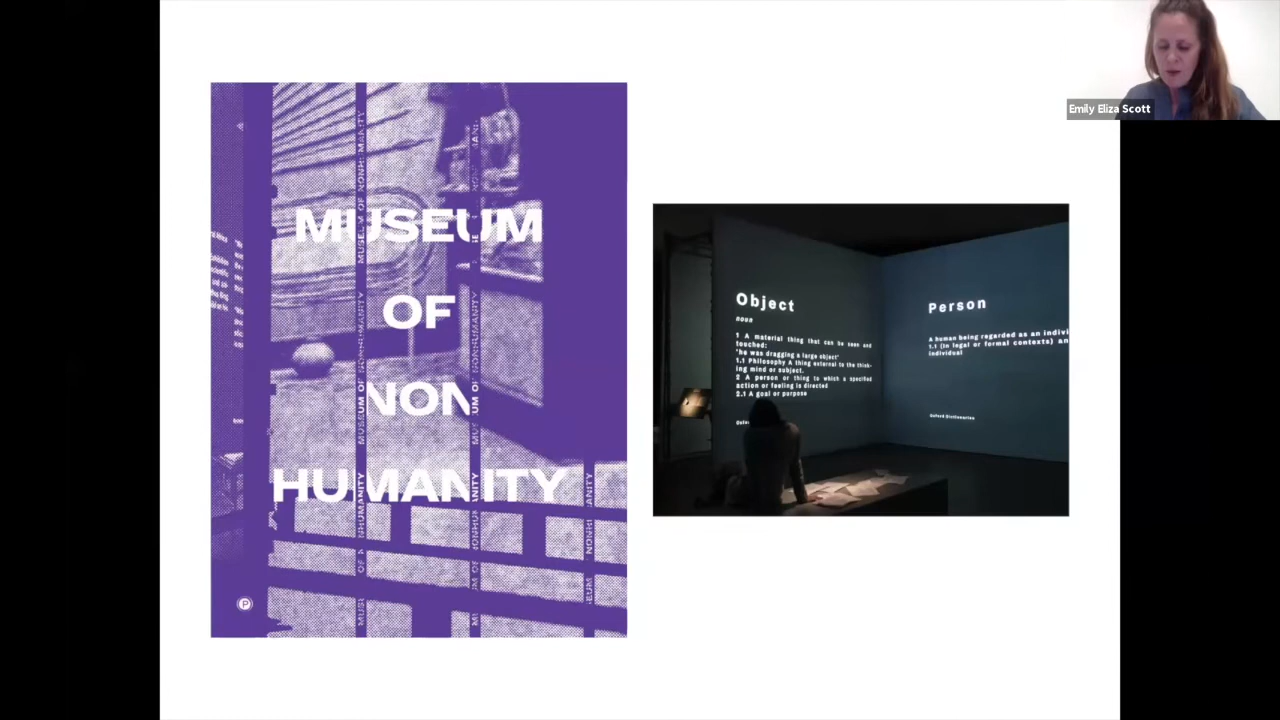 MUSEUM
OF
NON
HUMANITY
MUSEUM OF NONHUMANITY
P
Object
noun
1 A material thing that can be seen and
touched:
'he was dragging a large object'
1.1 Philosophy A thing external to the think-
ing mind or subject.
2 A person or thing to which a specified
action or feeling is directed
2.1 A goal or purpose
Person
A human being regarded as an
1.1 (in legal or formal contexts)
individual
Oxford Dictionaries
Emily Eliza Scott